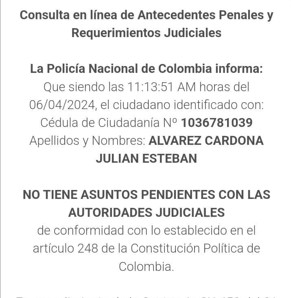 Consulta en línea de Antecedentes Penales y
Requerimientos Judiciales
La Policía Nacional de Colombia informa:
Que siendo las 11:13:51 AM horas del
06/04/2024, el ciudadano identificado con:
Cédula de Ciudadanía Nº 1036781039
Apellidos y Nombres: ALVAREZ CARDONA
JULIAN ESTEBAN
NO TIENE ASUNTOS PENDIENTES CON LAS
AUTORIDADES JUDICIALES
de conformidad con lo establecido en el
artículo 248 de la Constitución Política de
Colombia.